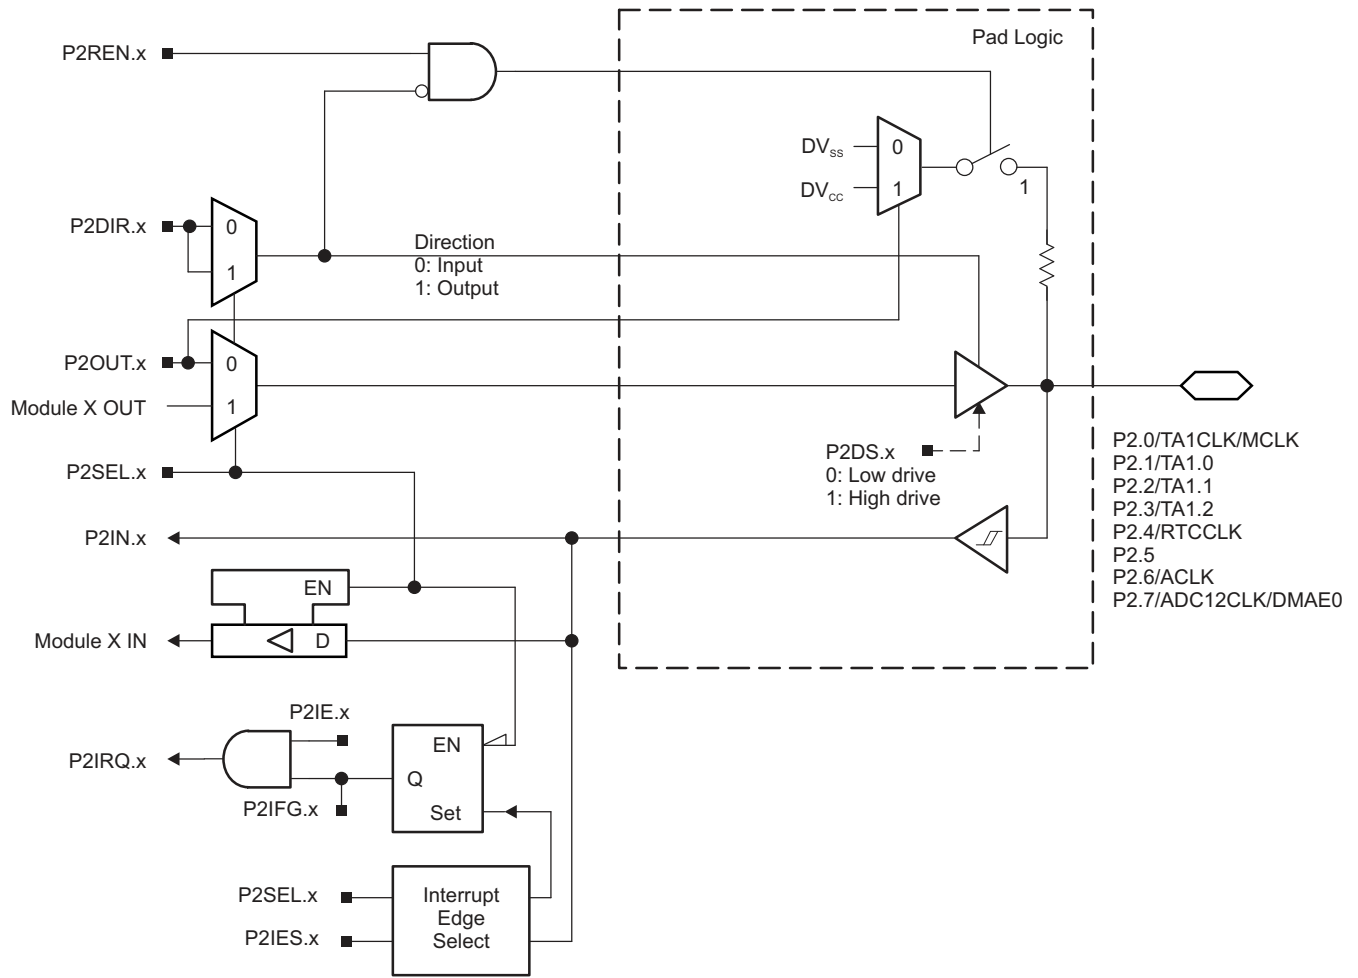 Pad Logic
P2REN.x
DVSS
0
DVCC
1
1
P2DIR.x
0
1
Direction
0: Input
1: Output
P2OUT.x
0
Module X OUT
1
P2SEL.x
P2DS.x
0: Low drive
1: High drive
P2.0/TA1CLK/MCLK
P2.1/TA1.0
P2.2/TA1.1
P2.3/TA1.2
P2.4/RTCCLK
P2.5
P2.6/ACLK
P2.7/ADC12CLK/DMAE0
P2IN.x
EN
Module X IN
D
P2IE.x
P2IRQ.x
EN
Q
P2IFG.x
Set
P2SEL.x
P2IES.x
Interrupt
Edge
Select